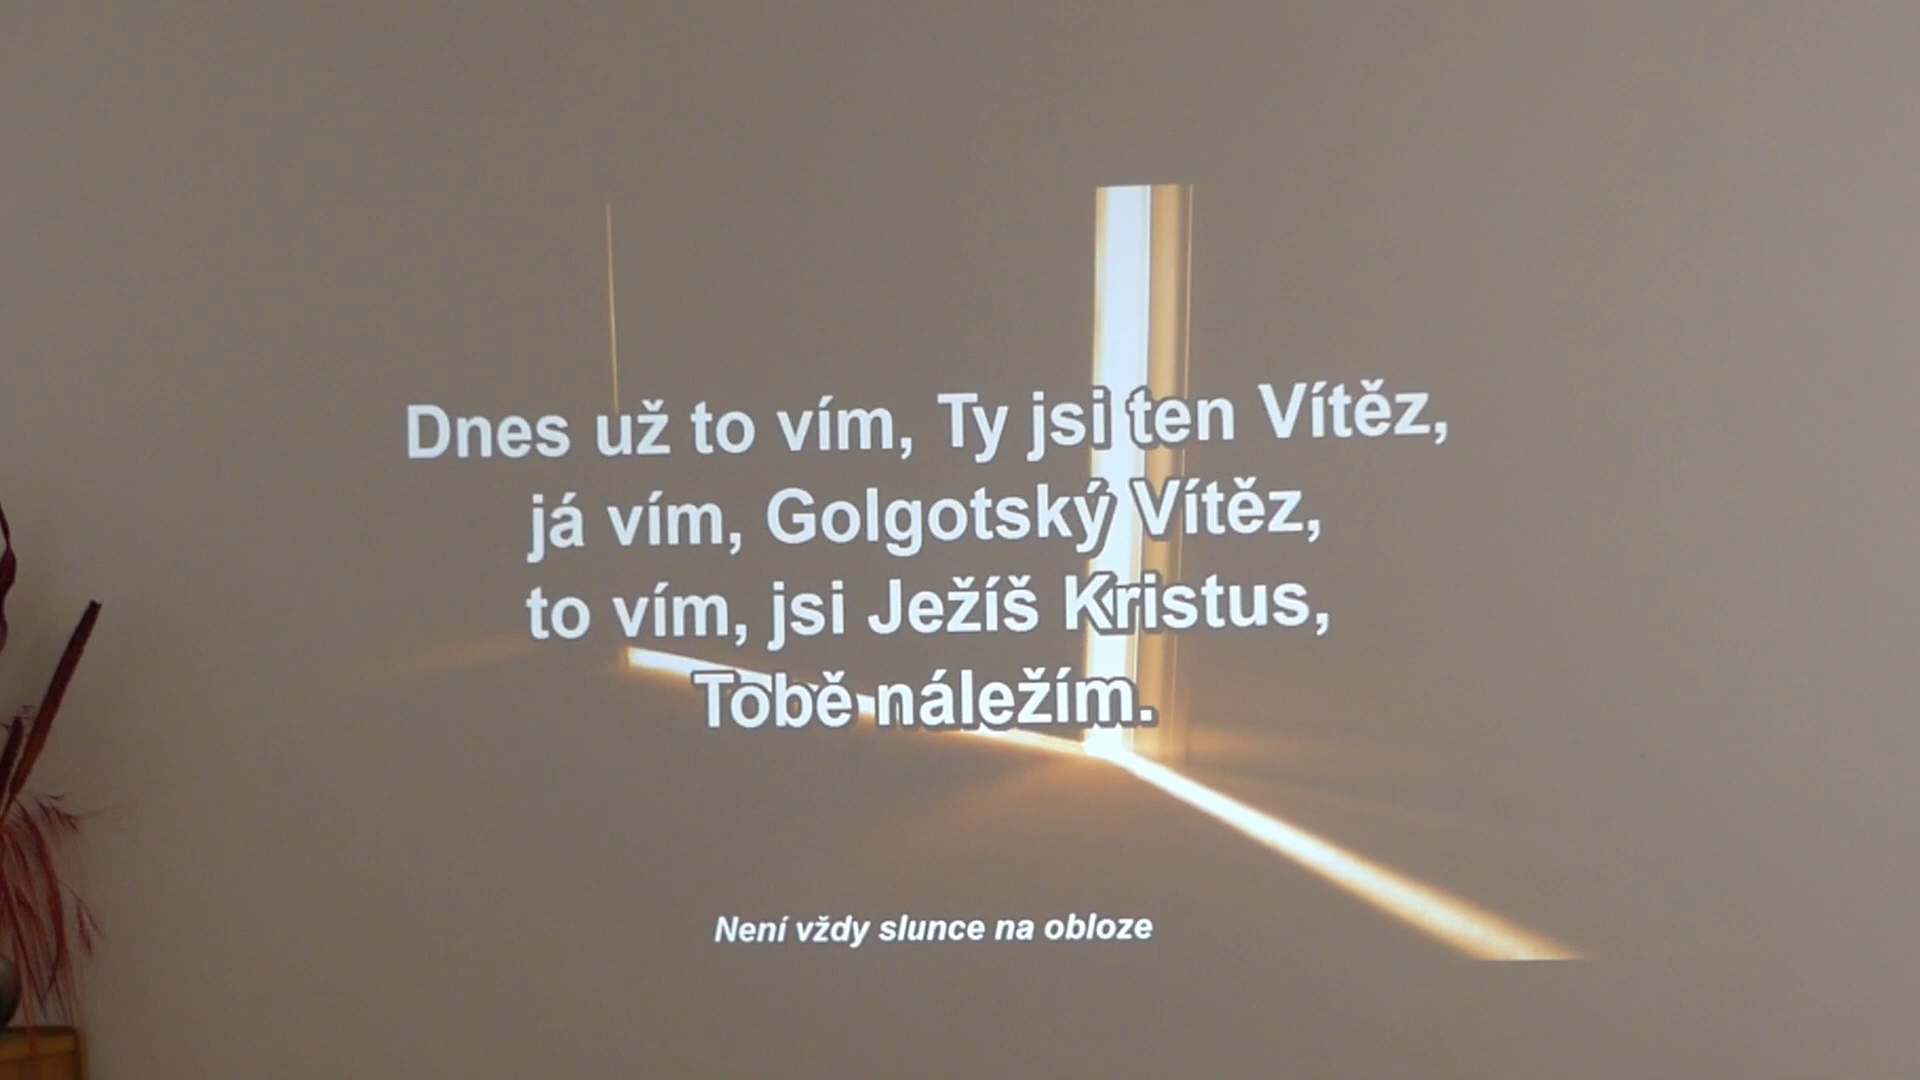 Dnes už to vím, Ty jsi ten Vítěz,
já vím, Golgotský Vítěz,
to vím, jsi Ježíš Kristus,
Tobě náležím.
Není vždy slunce na obloze